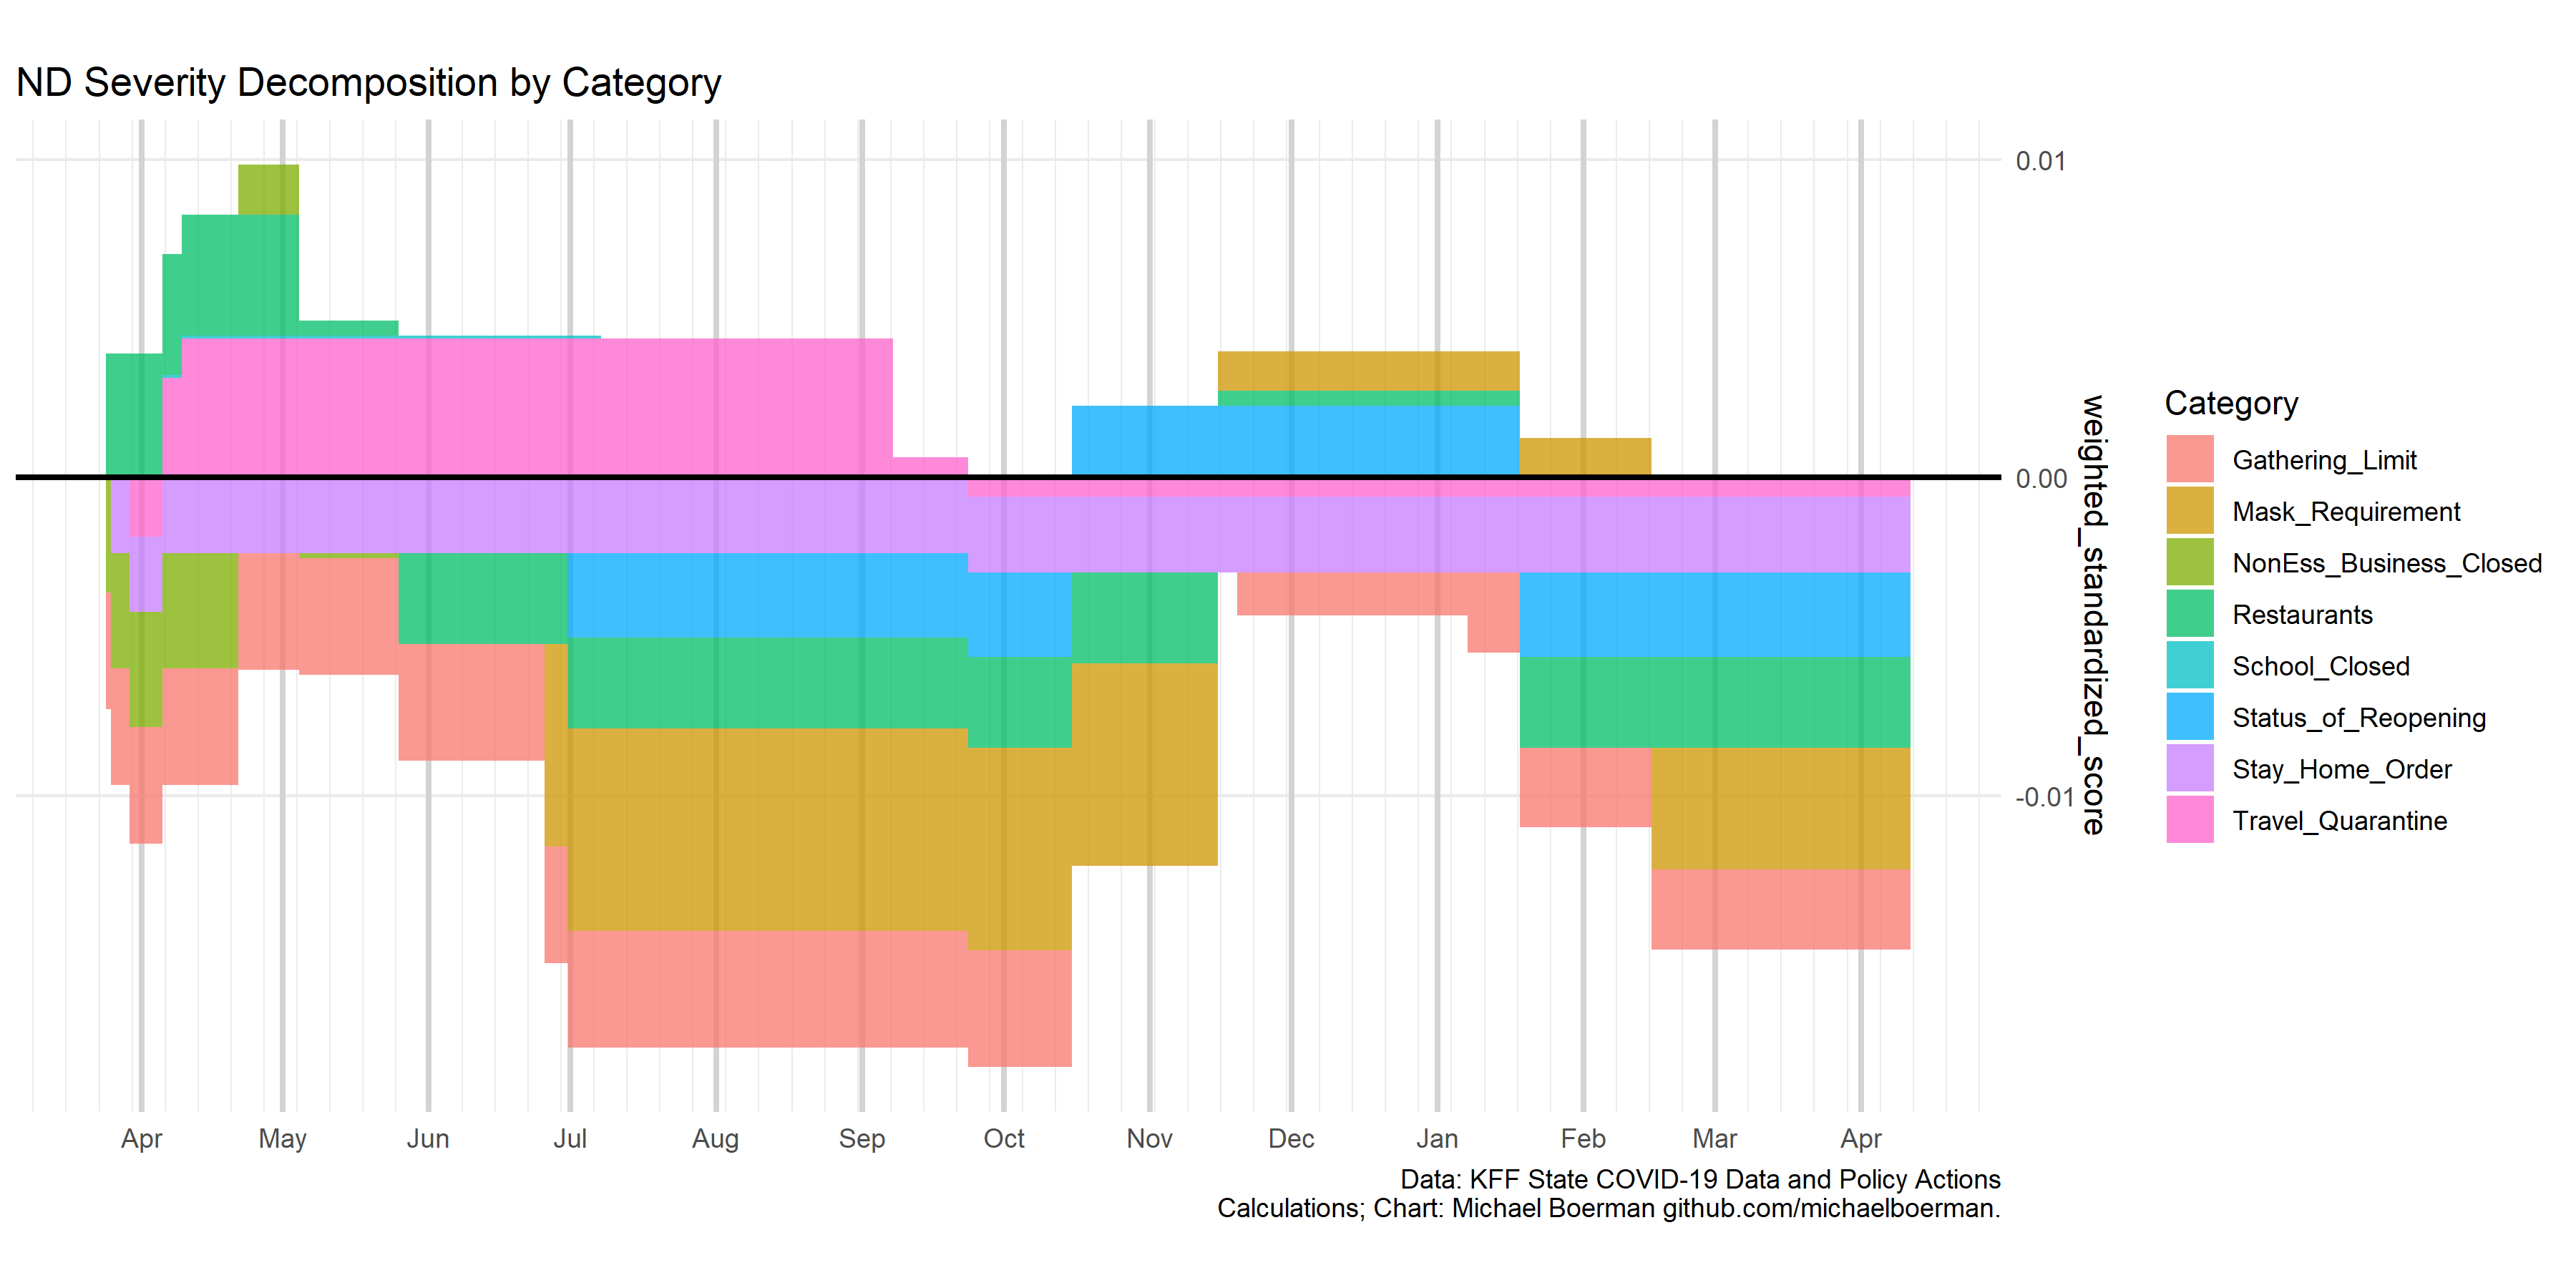 ND Severity Decomposition by Category
0.01
0.00
-0.01
weighted_standardized_score
Category
Gathering_Limit
Mask_Requirement
NonEss_Business_Closed
Restaurants
School_Closed
Status_of_Reopening
Stay_Home_Order
Travel_Quarantine
Apr May Jun Jul Aug Sep Oct Nov Dec Jan Feb Mar Apr
Data: KFF State COVID-19 Data and Policy Actions
Calculations; Chart: Michael Boerman github.com/michaelboerman.